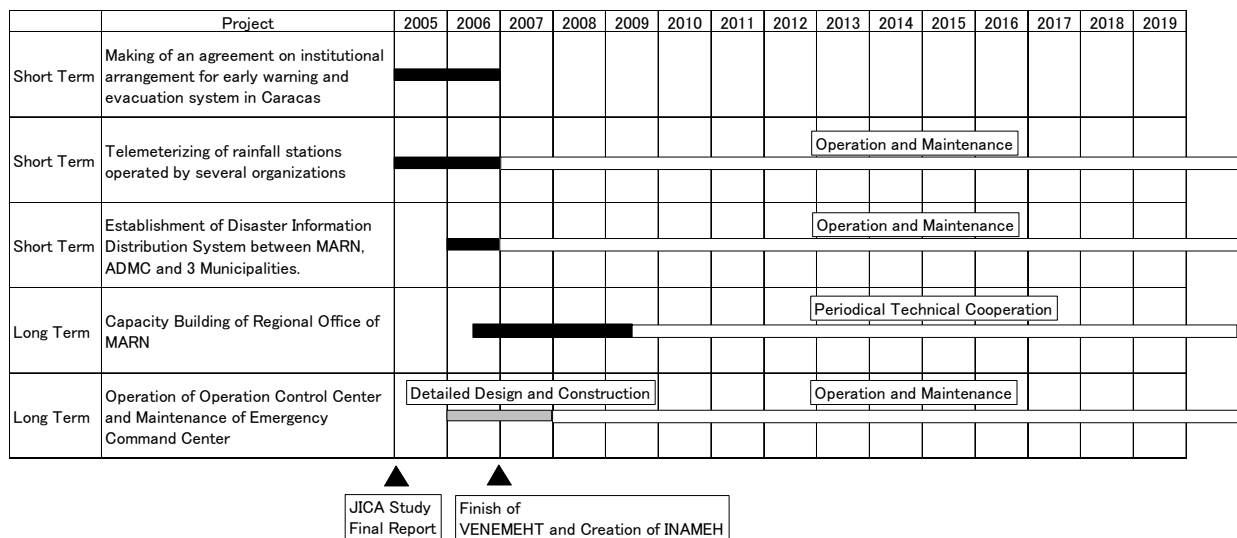 Project 2005 2006 2007 2008 2009 2010 2011 2012 2013 2014 2015 2016 2017 2018 2019
Short Term
Making of an agreement on institutional
arrangement for early warning and
evacuation system in Caracas
Short Term
Telemeterizing of rainfall stations
operated by several organizations
Operation and Maintenance
Short Term
Establishment of Disaster Information
Distribution System between MARN,
ADMC and 3 Municipalities.
Operation and Maintenance
Long Term
Capacity Building of Regional Office of
MARN
Periodical Technical Cooperation
Long Term
Operation of Operation Control Center
and Maintenance of Emergency
Command Center
Detailed Design and Construction
Operation and Maintenance
JICA Study
Final Report
Finish of
VENEMEHT and Creation of INAMEH